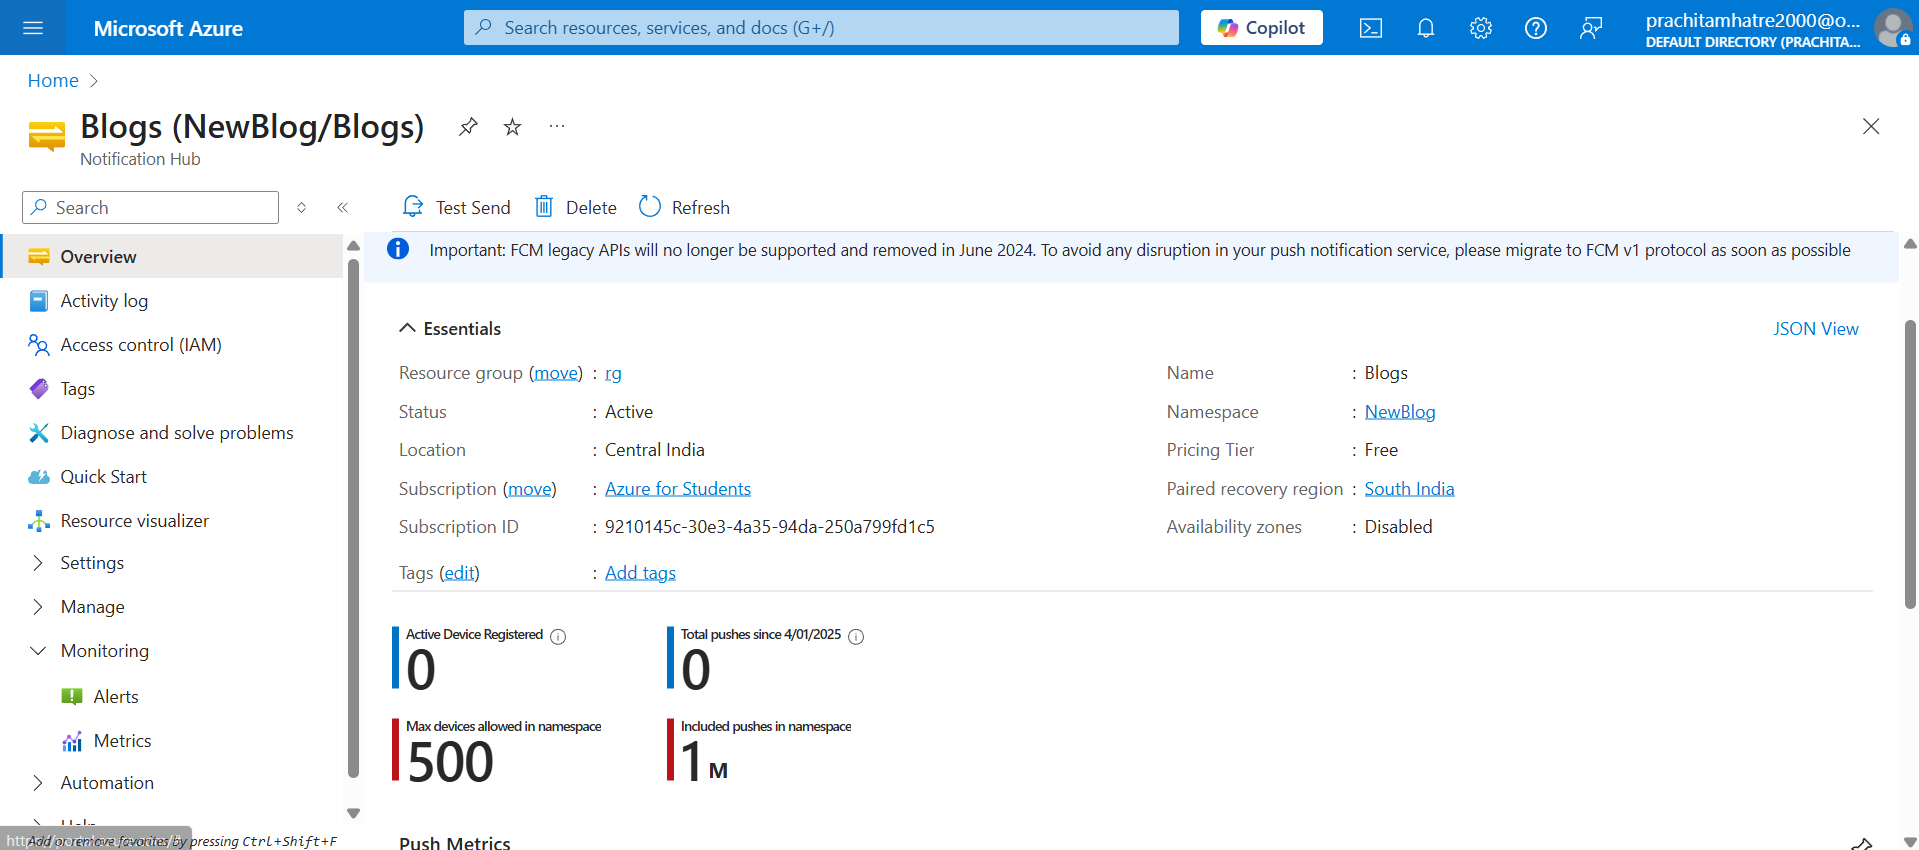 Microsoft Azure
Search resources, services, and docs (G+/)
Copilot
prachitamhatre2000@o...
DEFAULT DIRECTORY (PRACHITA...
Home
Blogs (NewBlog/Blogs)
Notification Hub
Search
Test Send
Delete
Refresh
Important: FCM legacy APIs will no longer be supported and removed in June 2024. To avoid any disruption in your push notification service, please migrate to FCM v1 protocol as soon as possible
Overview
Activity log
Access control (IAM)
Tags
Diagnose and solve problems
Quick Start
Resource visualizer
Settings
Manage
Monitoring
Alerts
Metrics
Automation
Help
Add or remove favorites by pressing Ctrl+Shift+F
Essentials
JSON View
Resource group (move) : rg
Status : Active
Location : Central India
Subscription (move) : Azure for Students
Subscription ID : 9210145c-30e3-4a35-94da-250a799fd1c5
Tags (edit) : Add tags
Name : Blogs
Namespace : NewBlog
Pricing Tier : Free
Paired recovery region : South India
Availability zones : Disabled
Active Device Registered
0
Total pushes since 4/01/2025
0
Max devices allowed in namespace
500
Included pushes in namespace
1 M
Push Metrics